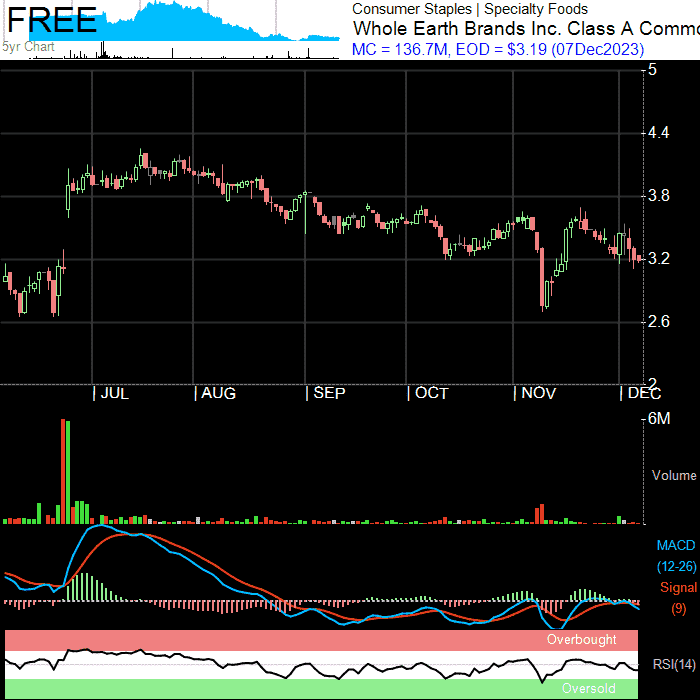 FREE
Consumer Staples | Specialty Foods
Whole Earth Brands Inc. Class A Commo
5yr Chart
MC = 136.7M, EOD = $3.19 (07Dec2023)
5
4.4
3.8
3.2
2.6
2
| JUL | AUG | SEP | OCT | NOV | DEC
6M
Volume
MACD
(12-26)
Signal
(9)
Overbought
RSI(14)
Oversold